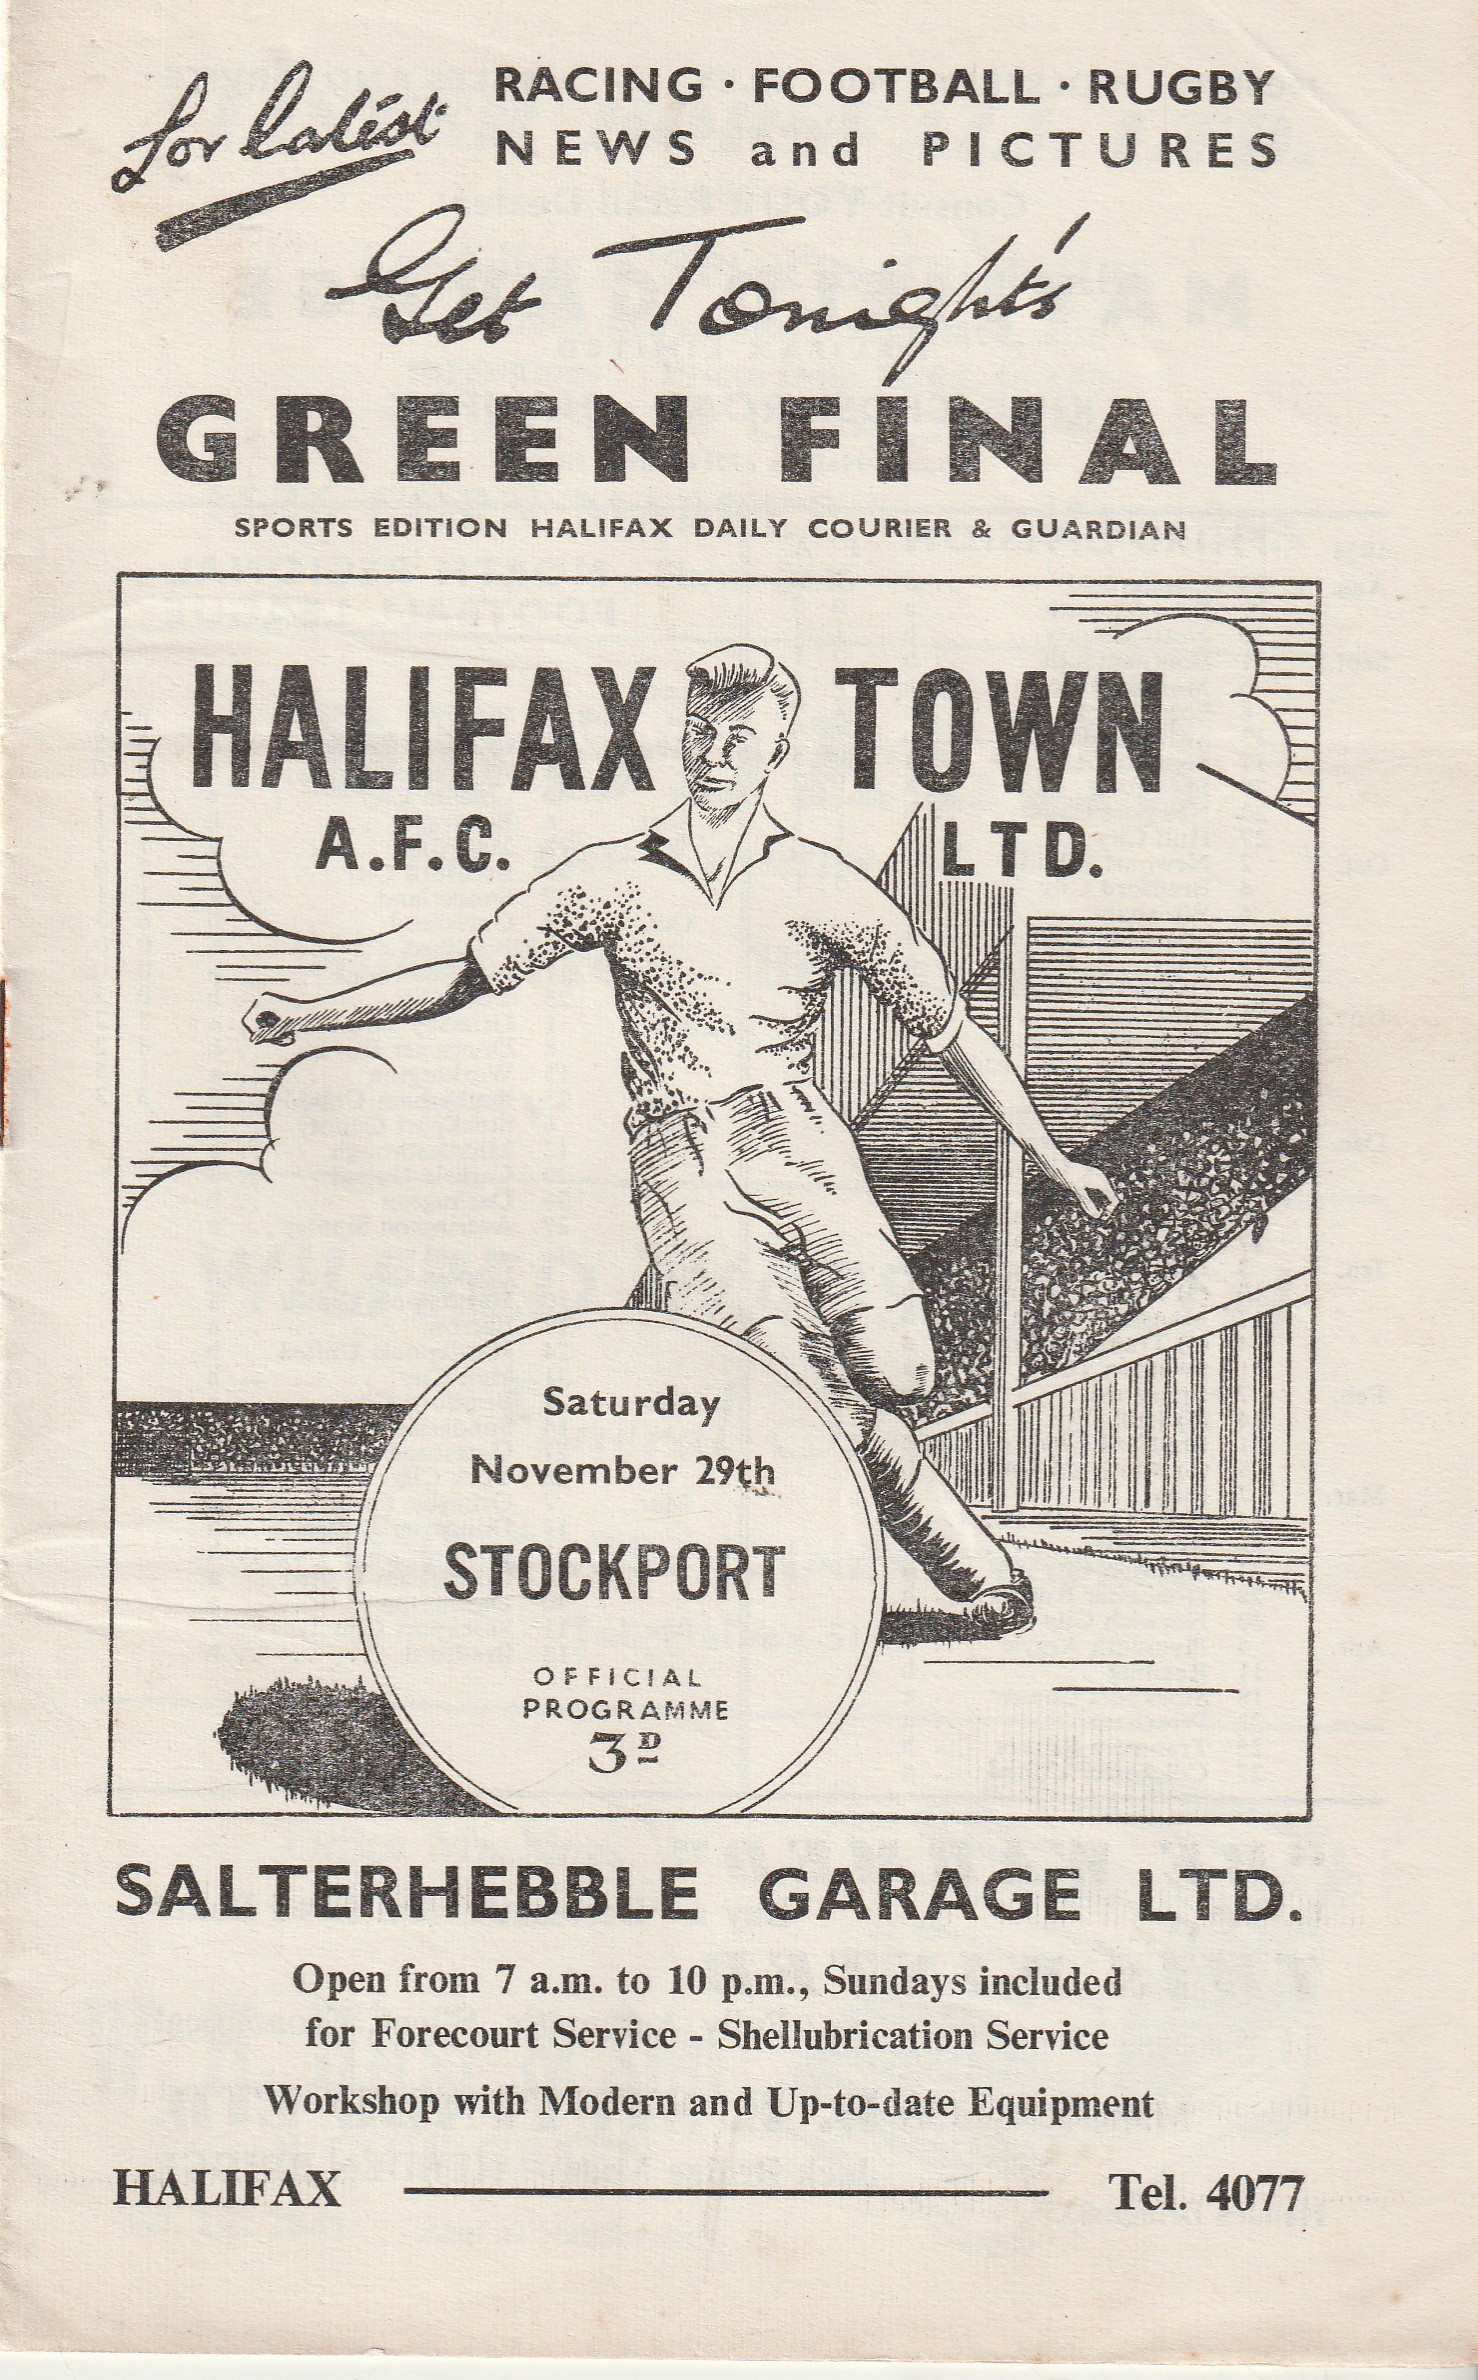 For latest
RACING · FOOTBALL · RUGBY
NEWS and PICTURES
Get Tonight's
GREEN FINAL
SPORTS EDITION HALIFAX DAILY COURIER & GUARDIAN
HALIFAX TOWN
A.F.C. LTD.
Saturday
November 29th
STOCKPORT
OFFICIAL
PROGRAMME
3D
SALTERHEBBLE GARAGE LTD.
Open from 7 a.m. to 10 p.m., Sundays included
for Forecourt Service - Shellubrication Service
Workshop with Modern and Up-to-date Equipment
HALIFAX Tel. 4077